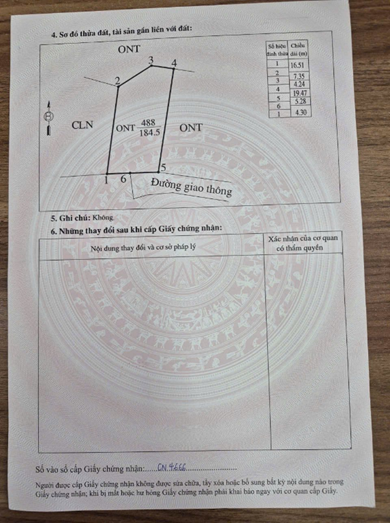 4. Sơ đồ thửa đất, tài sản gắn liền với đất:
ONT
Số hiệu đỉnh thửa
Chiều dài (m)
1
16.51
2
7.35
3
4.24
4
19.47
5
5.28
6
4.30
1
2
3
4
CLN
ONT 488
184.5
ONT
1
6
5
Đường giao thông
5. Ghi chú: Không
6. Những thay đổi sau khi cấp Giấy chứng nhận:
Nội dung thay đổi và cơ sở pháp lý
Xác nhận của cơ quan
có thẩm quyền
Số vào sổ cấp Giấy chứng nhận:.....CN 9666..........
Người được cấp Giấy chứng nhận không được sửa chữa, tẩy xóa hoặc bổ sung bất kỳ nội dung nào trong
Giấy chứng nhận; khi bị mất hoặc hư hỏng Giấy chứng nhận phải khai báo ngay với cơ quan cấp Giấy.